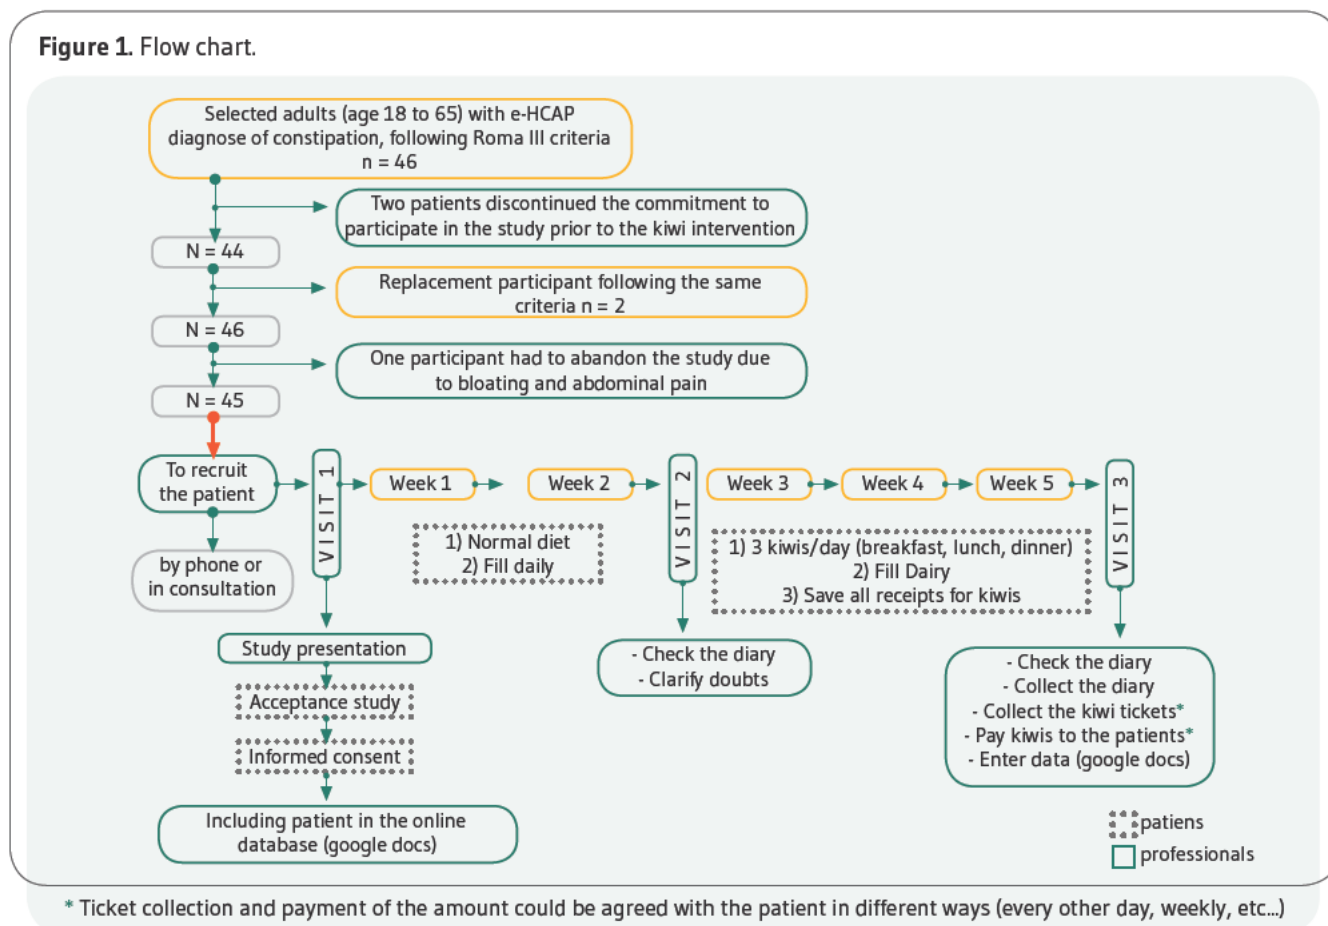 Figure 1. Flow chart.
Selected adults (age 18 to 65) with e-HCAP
diagnose of constipation, following Roma III criteria
n = 46
Two patients discontinued the commitment to
participate in the study prior to the kiwi intervention
N = 44
Replacement participant following the same
criteria n = 2
N = 46
One participant had to abandon the study due
to bloating and abdominal pain
N = 45
To recruit
the patient
by phone or
in consultation
VISIT 1
Week 1
Week 2
1) Normal diet
2) Fill daily
VISIT 2
Week 3
Week 4
Week 5
1) 3 kiwis/day (breakfast, lunch, dinner)
2) Fill Dairy
3) Save all receipts for kiwis
VISIT 3
Study presentation
Acceptance study
Informed consent
Including patient in the online
database (google docs)
- Check the diary
- Clarify doubts
- Check the diary
- Collect the diary
- Collect the kiwi tickets*
- Pay kiwis to the patients*
- Enter data (google docs)
patiens
professionals
* Ticket collection and payment of the amount could be agreed with the patient in different ways (every other day, weekly, etc...)